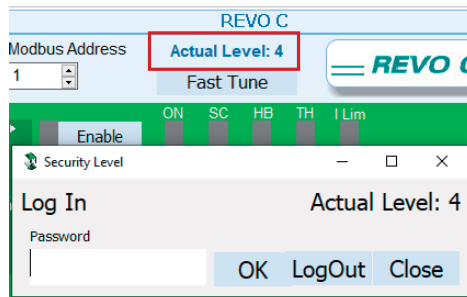 REVO C
Modbus Address
Actual Level: 4
1
Fast Tune
REVO C
ON SC HB TH I Lim
Enable
Security Level
Log In
Actual Level: 4
Password
OK LogOut Close